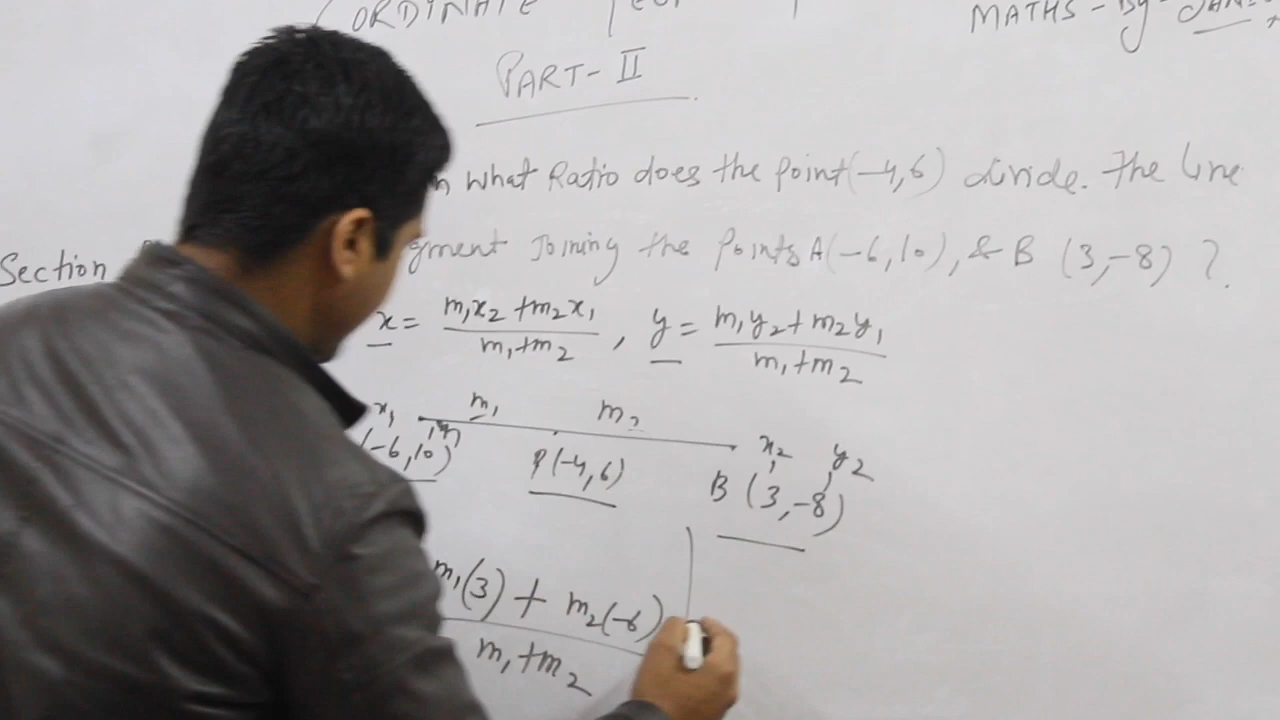 ORDINATE
MATHS - By -
PART - II
n what Ratio does the point (-4,6) divide. The line
gment Joining the Points A(-6,10), & B (3,-8) ?
Section
x = m₁x₂ + m₂x₁ / m₁+m₂ , y = m₁y₂ + m₂y₁ / m₁+m₂
m₁ m₂
x₁ x₂ y₂
(-6,10) P(-4,6) B (3,-8)
m₁(3) + m₂(-6)
m₁+m₂